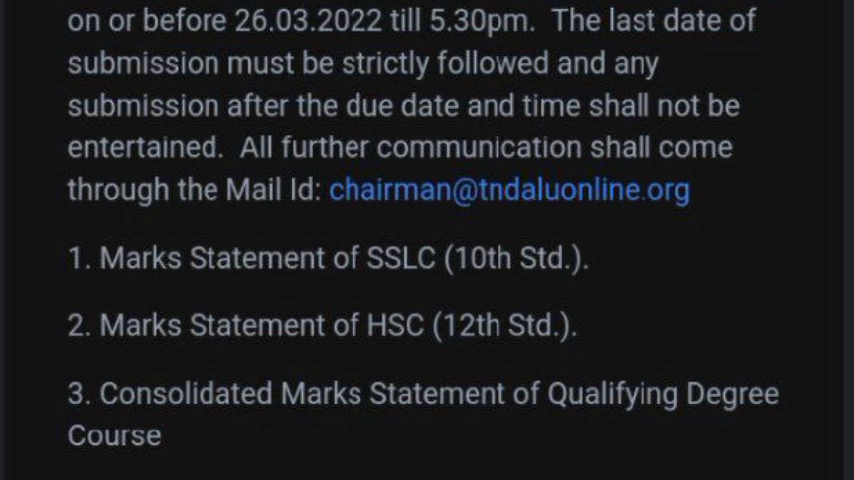 on or before 26.03.2022 till 5.30pm. The last date of
submission must be strictly followed and any
submission after the due date and time shall not be
entertained. All further communication shall come
through the Mail Id: chairman@tndaluonline.org
1. Marks Statement of SSLC (10th Std.).
2. Marks Statement of HSC (12th Std.).
3. Consolidated Marks Statement of Qualifying Degree
Course